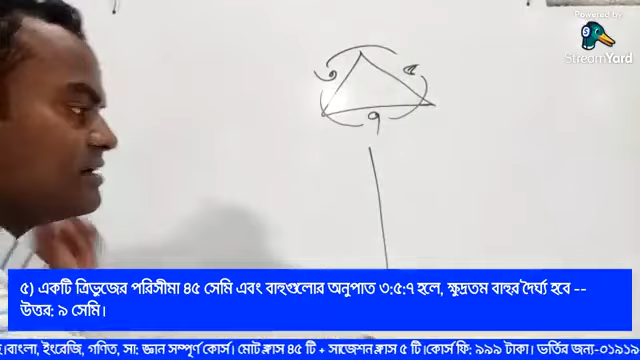 Powered by
StreamYard
৩
৫
৭
৫) একটি ত্রিভুজের পরিসীমা ৪৫ সেমি এবং বাহুগুলোর অনুপাত ৩:৫:৭ হলে, ক্ষুদ্রতম বাহুর দৈর্ঘ্য হবে --
উত্তর: ৯ সেমি।
বাংলা, ইংরেজি, গণিত, সা: জ্ঞান সম্পূর্ণ কোর্স। মোট ক্লাস ৪৫ টি + সাজেশন ক্লাস ৫ টি।কোর্স ফি: ৯৯৯ টাকা। ভর্তির জন্য-০১৯১৯